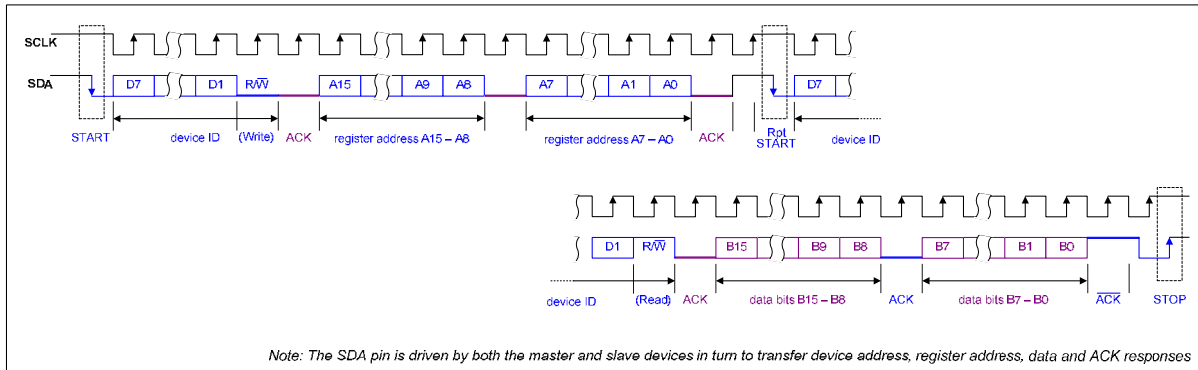 SCLK
SDA
D7 D1 R/W̅ A15 A9 A8 A7 A1 A0 D7
START device ID (Write) ACK register address A15 – A8 register address A7 – A0 ACK Rpt START device ID
D1 R/W̅ B15 B9 B8 B7 B1 B0
device ID (Read) ACK data bits B15 – B8 ACK data bits B7 – B0 A̅C̅K̅ STOP
Note: The SDA pin is driven by both the master and slave devices in turn to transfer device address, register address, data and ACK responses